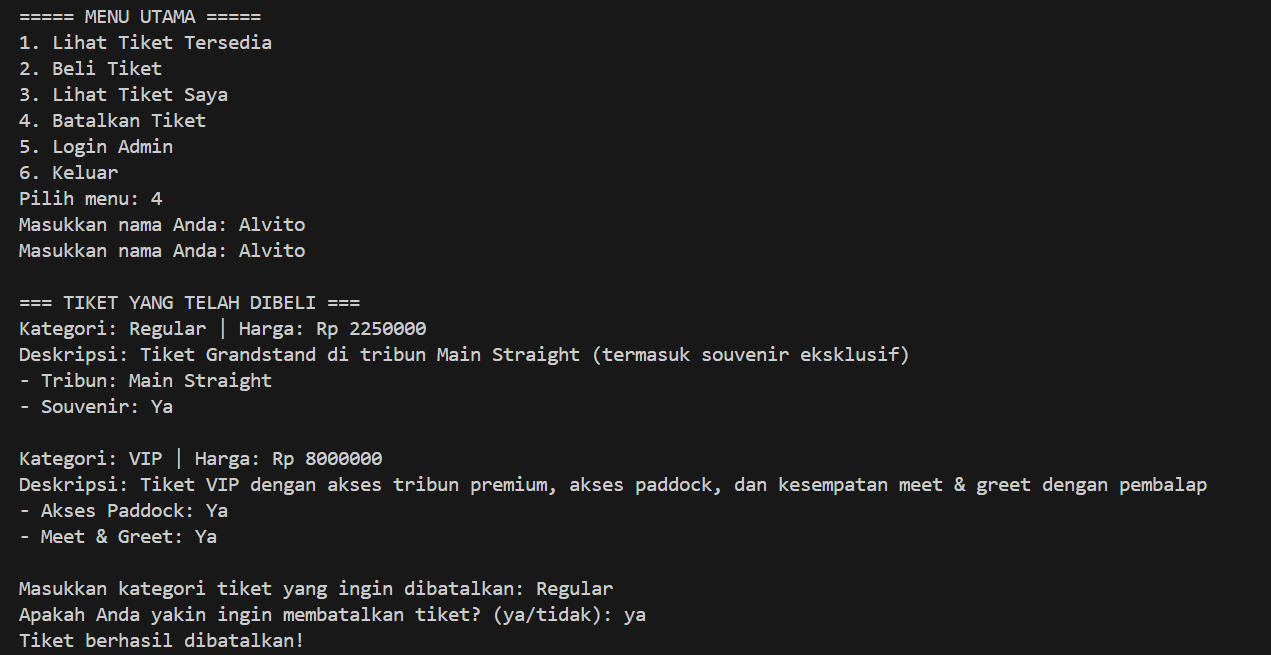 ===== MENU UTAMA =====
1. Lihat Tiket Tersedia
2. Beli Tiket
3. Lihat Tiket Saya
4. Batalkan Tiket
5. Login Admin
6. Keluar
Pilih menu: 4
Masukkan nama Anda: Alvito
Masukkan nama Anda: Alvito
=== TIKET YANG TELAH DIBELI ===
Kategori: Regular | Harga: Rp 2250000
Deskripsi: Tiket Grandstand di tribun Main Straight (termasuk souvenir eksklusif)
- Tribun: Main Straight
- Souvenir: Ya
Kategori: VIP | Harga: Rp 8000000
Deskripsi: Tiket VIP dengan akses tribun premium, akses paddock, dan kesempatan meet & greet dengan pembalap
- Akses Paddock: Ya
- Meet & Greet: Ya
Masukkan kategori tiket yang ingin dibatalkan: Regular
Apakah Anda yakin ingin membatalkan tiket? (ya/tidak): ya
Tiket berhasil dibatalkan!